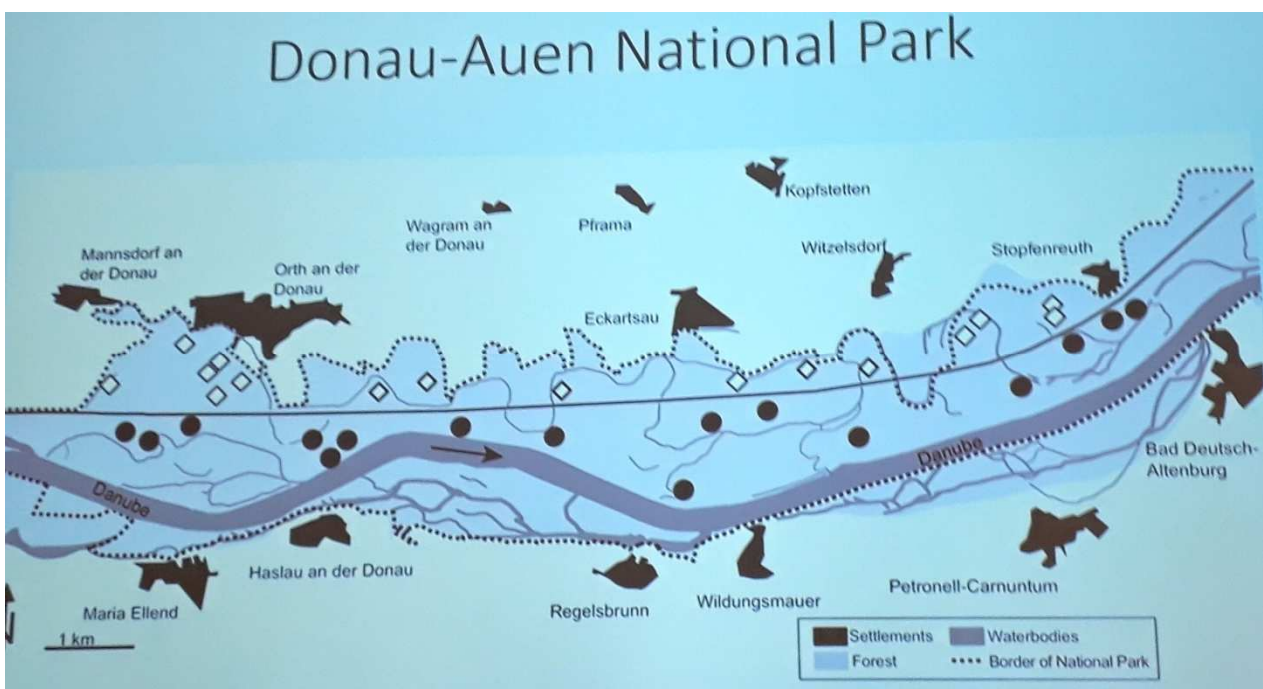 Donau-Auen National Park
Kopfstetten
Wagram an
der Donau
Pframa
Witzelsdorf
Stopfenreuth
Mannsdorf an
der Donau
Orth an der
Donau
Eckartsau
Danube
Danube
Bad Deutsch-
Altenburg
Haslau an der Donau
Maria Ellend
Regelsbrunn
Wildungsmauer
Petronell-Carnuntum
N
1 km
Settlements
Waterbodies
Forest
Border of National Park